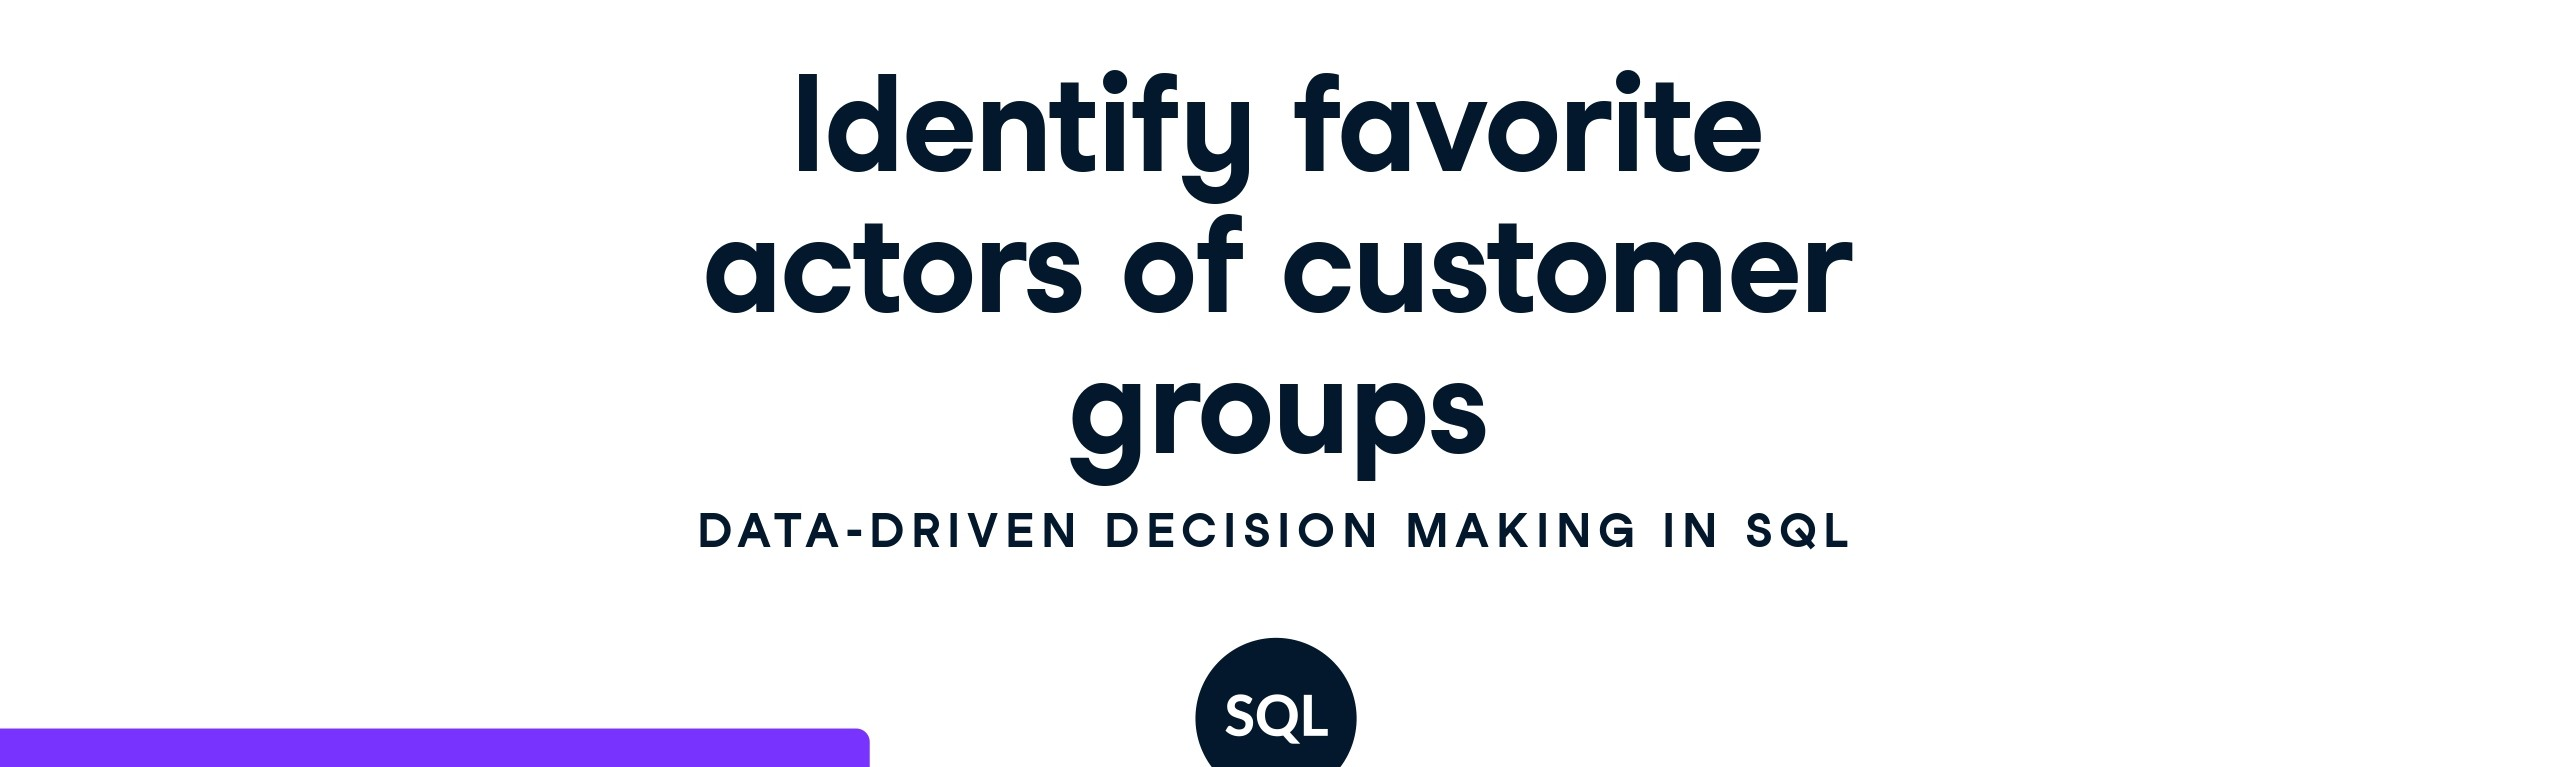 Identify favorite
actors of customer
groups
DATA-DRIVEN DECISION MAKING IN SQL
SQL